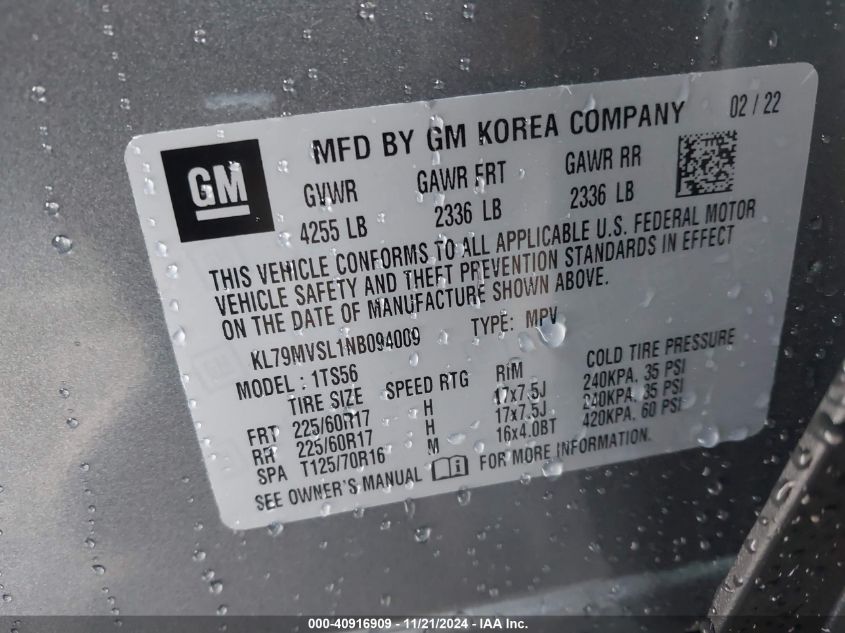 MFD BY GM KOREA COMPANY 02 / 22
GM
GVWR GAWR FRT GAWR RR
4255 LB 2336 LB 2336 LB
THIS VEHICLE CONFORMS TO ALL APPLICABLE U.S. FEDERAL MOTOR
VEHICLE SAFETY AND THEFT PREVENTION STANDARDS IN EFFECT
ON THE DATE OF MANUFACTURE SHOWN ABOVE.
KL79MVSL1NB094009 TYPE: MPV
MODEL : 1TS56
TIRE SIZE SPEED RTG RIM COLD TIRE PRESSURE
FRT 225/60R17 H 17x7.5J 240KPA, 35 PSI
RR 225/60R17 H 17x7.5J 240KPA, 35 PSI
SPA T125/70R16 M 16x4.0BT 420KPA, 60 PSI
SEE OWNER'S MANUAL FOR MORE INFORMATION.
000-40916909 - 11/21/2024 - IAA Inc.